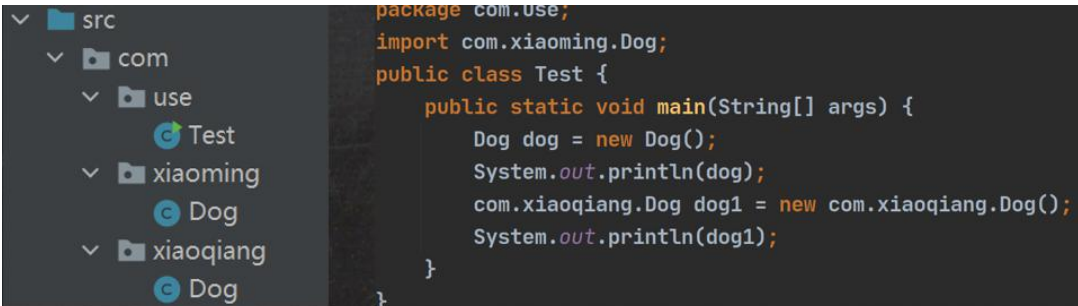 src
com
use
Test
xiaoming
Dog
xiaoqiang
Dog
package com.use;
import com.xiaoming.Dog;
public class Test {
public static void main(String[] args) {
Dog dog = new Dog();
System.out.println(dog);
com.xiaoqiang.Dog dog1 = new com.xiaoqiang.Dog();
System.out.println(dog1);
}
}